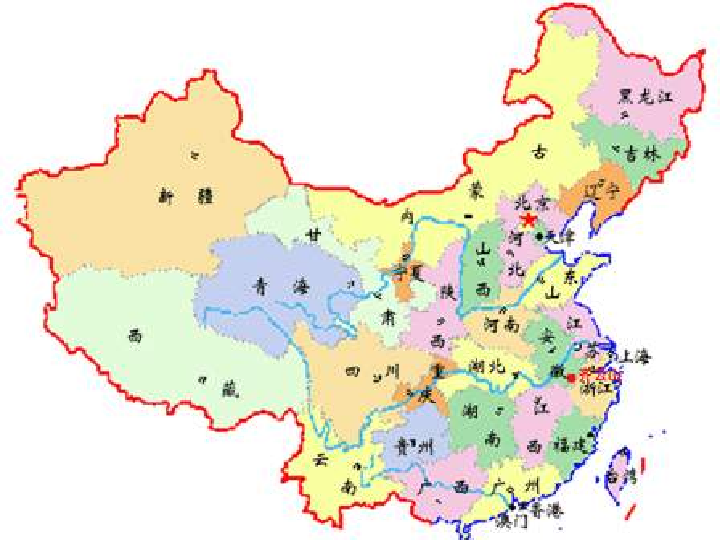 黑龙江
吉林
辽宁
内 蒙 古
北京
天津
新 疆
甘 肃
宁夏
河北
山西
山东
青 海
陕西
河南
江苏
安徽
上海
西 藏
四 川
重庆
湖北
浙江
湖南
江西
福建
贵州
云南
广 西
广 州
台湾
香港
澳门